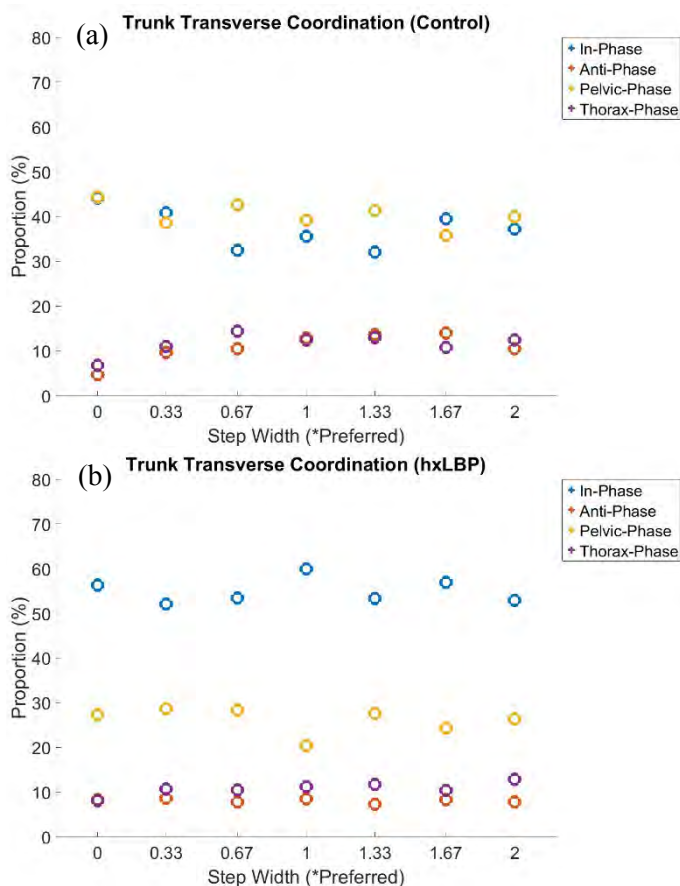 (a)
Trunk Transverse Coordination (Control)
In-Phase
Anti-Phase
Pelvic-Phase
Thorax-Phase
Proportion (%)
80
70
60
50
40
30
20
10
0
0 0.33 0.67 1 1.33 1.67 2
Step Width (*Preferred)
(b)
Trunk Transverse Coordination (hxLBP)
In-Phase
Anti-Phase
Pelvic-Phase
Thorax-Phase
Proportion (%)
80
70
60
50
40
30
20
10
0
0 0.33 0.67 1 1.33 1.67 2
Step Width (*Preferred)